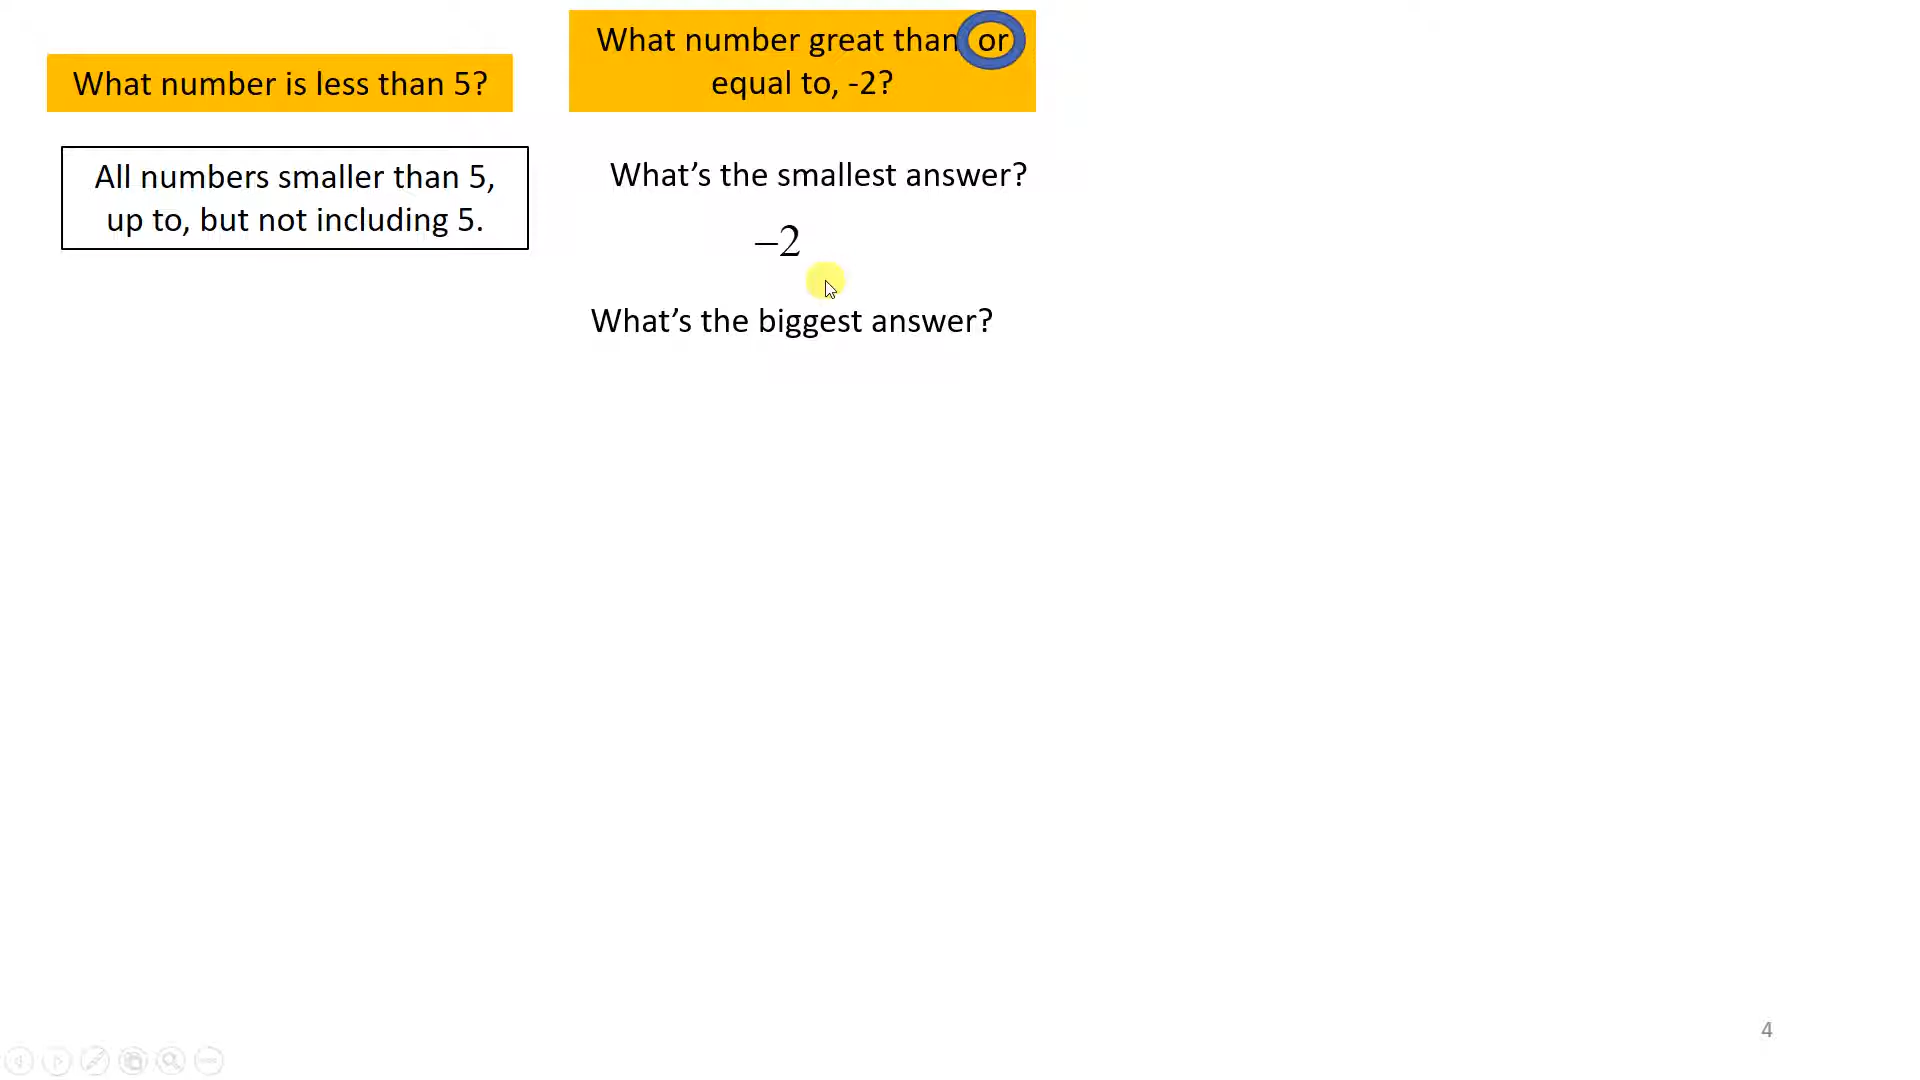 What number is less than 5?
All numbers smaller than 5,
up to, but not including 5.
What number great than or
equal to, -2?
What's the smallest answer?
–2
What's the biggest answer?
4